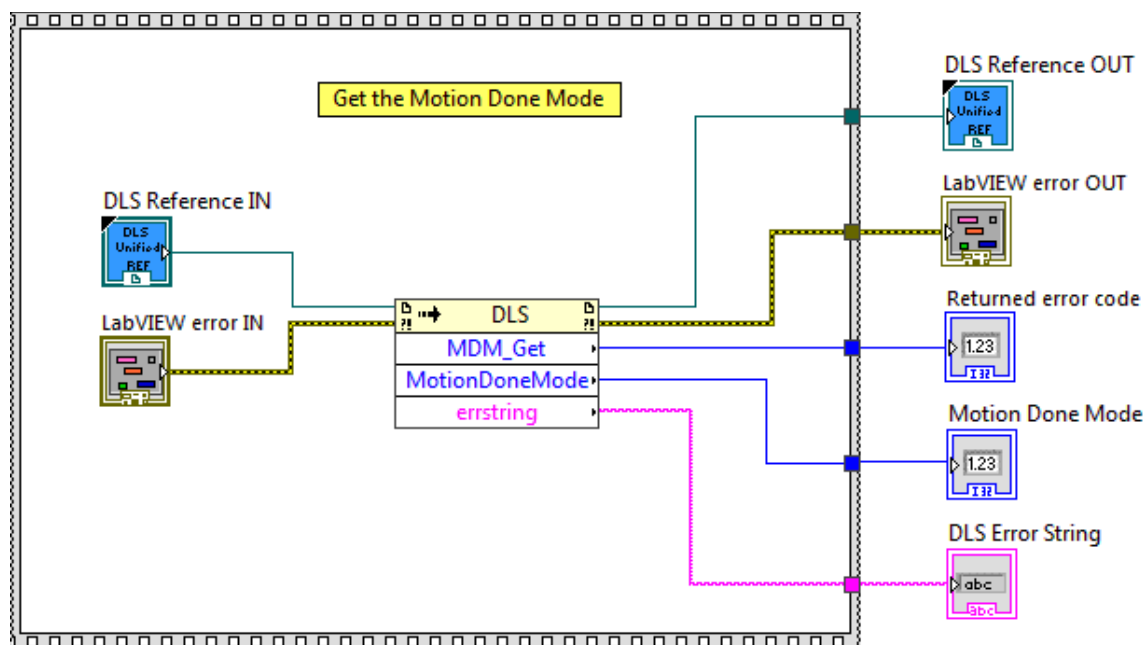 Get the Motion Done Mode
DLS Reference OUT
DLS
Unified
REF
LabVIEW error OUT
DLS Reference IN
DLS
Unified
REF
LabVIEW error IN
?!
DLS
?!
MDM_Get
MotionDoneMode
errstring
Returned error code
1.23
I32
Motion Done Mode
1.23
I32
DLS Error String
abc
abc